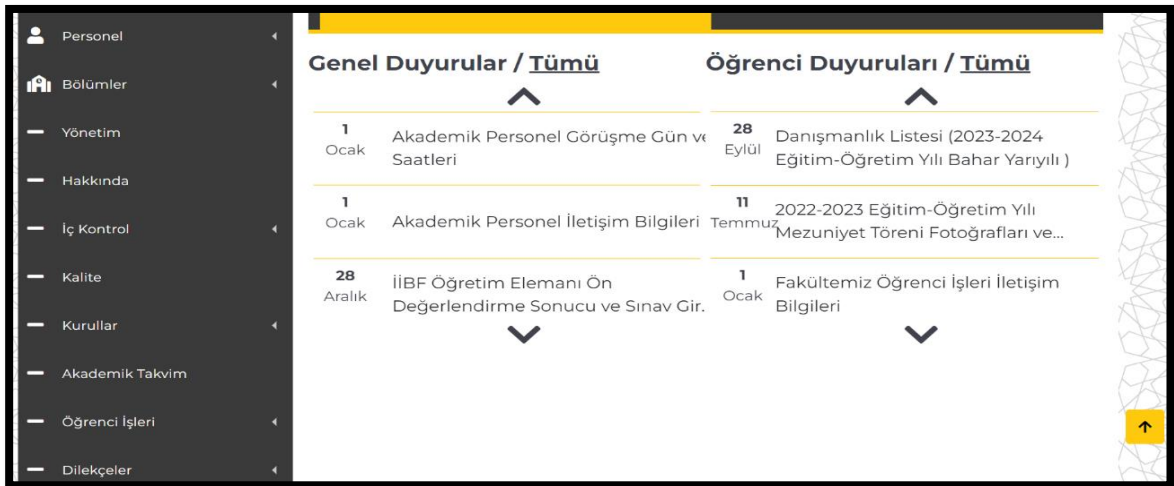 Personel
Bölümler
Yönetim
Hakkında
İç Kontrol
Kalite
Kurullar
Akademik Takvim
Öğrenci İşleri
Dilekçeler
Genel Duyurular / Tümü
1
Ocak
Akademik Personel Görüşme Gün ve
Saatleri
1
Ocak
Akademik Personel İletişim Bilgileri
28
Aralık
İİBF Öğretim Elemanı Ön
Değerlendirme Sonucu ve Sınav Gir.
Öğrenci Duyuruları / Tümü
28
Eylül
Danışmanlık Listesi (2023-2024
Eğitim-Öğretim Yılı Bahar Yarıyılı )
11
Temmuz
2022-2023 Eğitim-Öğretim Yılı
Mezuniyet Töreni Fotoğrafları ve...
1
Ocak
Fakültemiz Öğrenci İşleri İletişim
Bilgileri